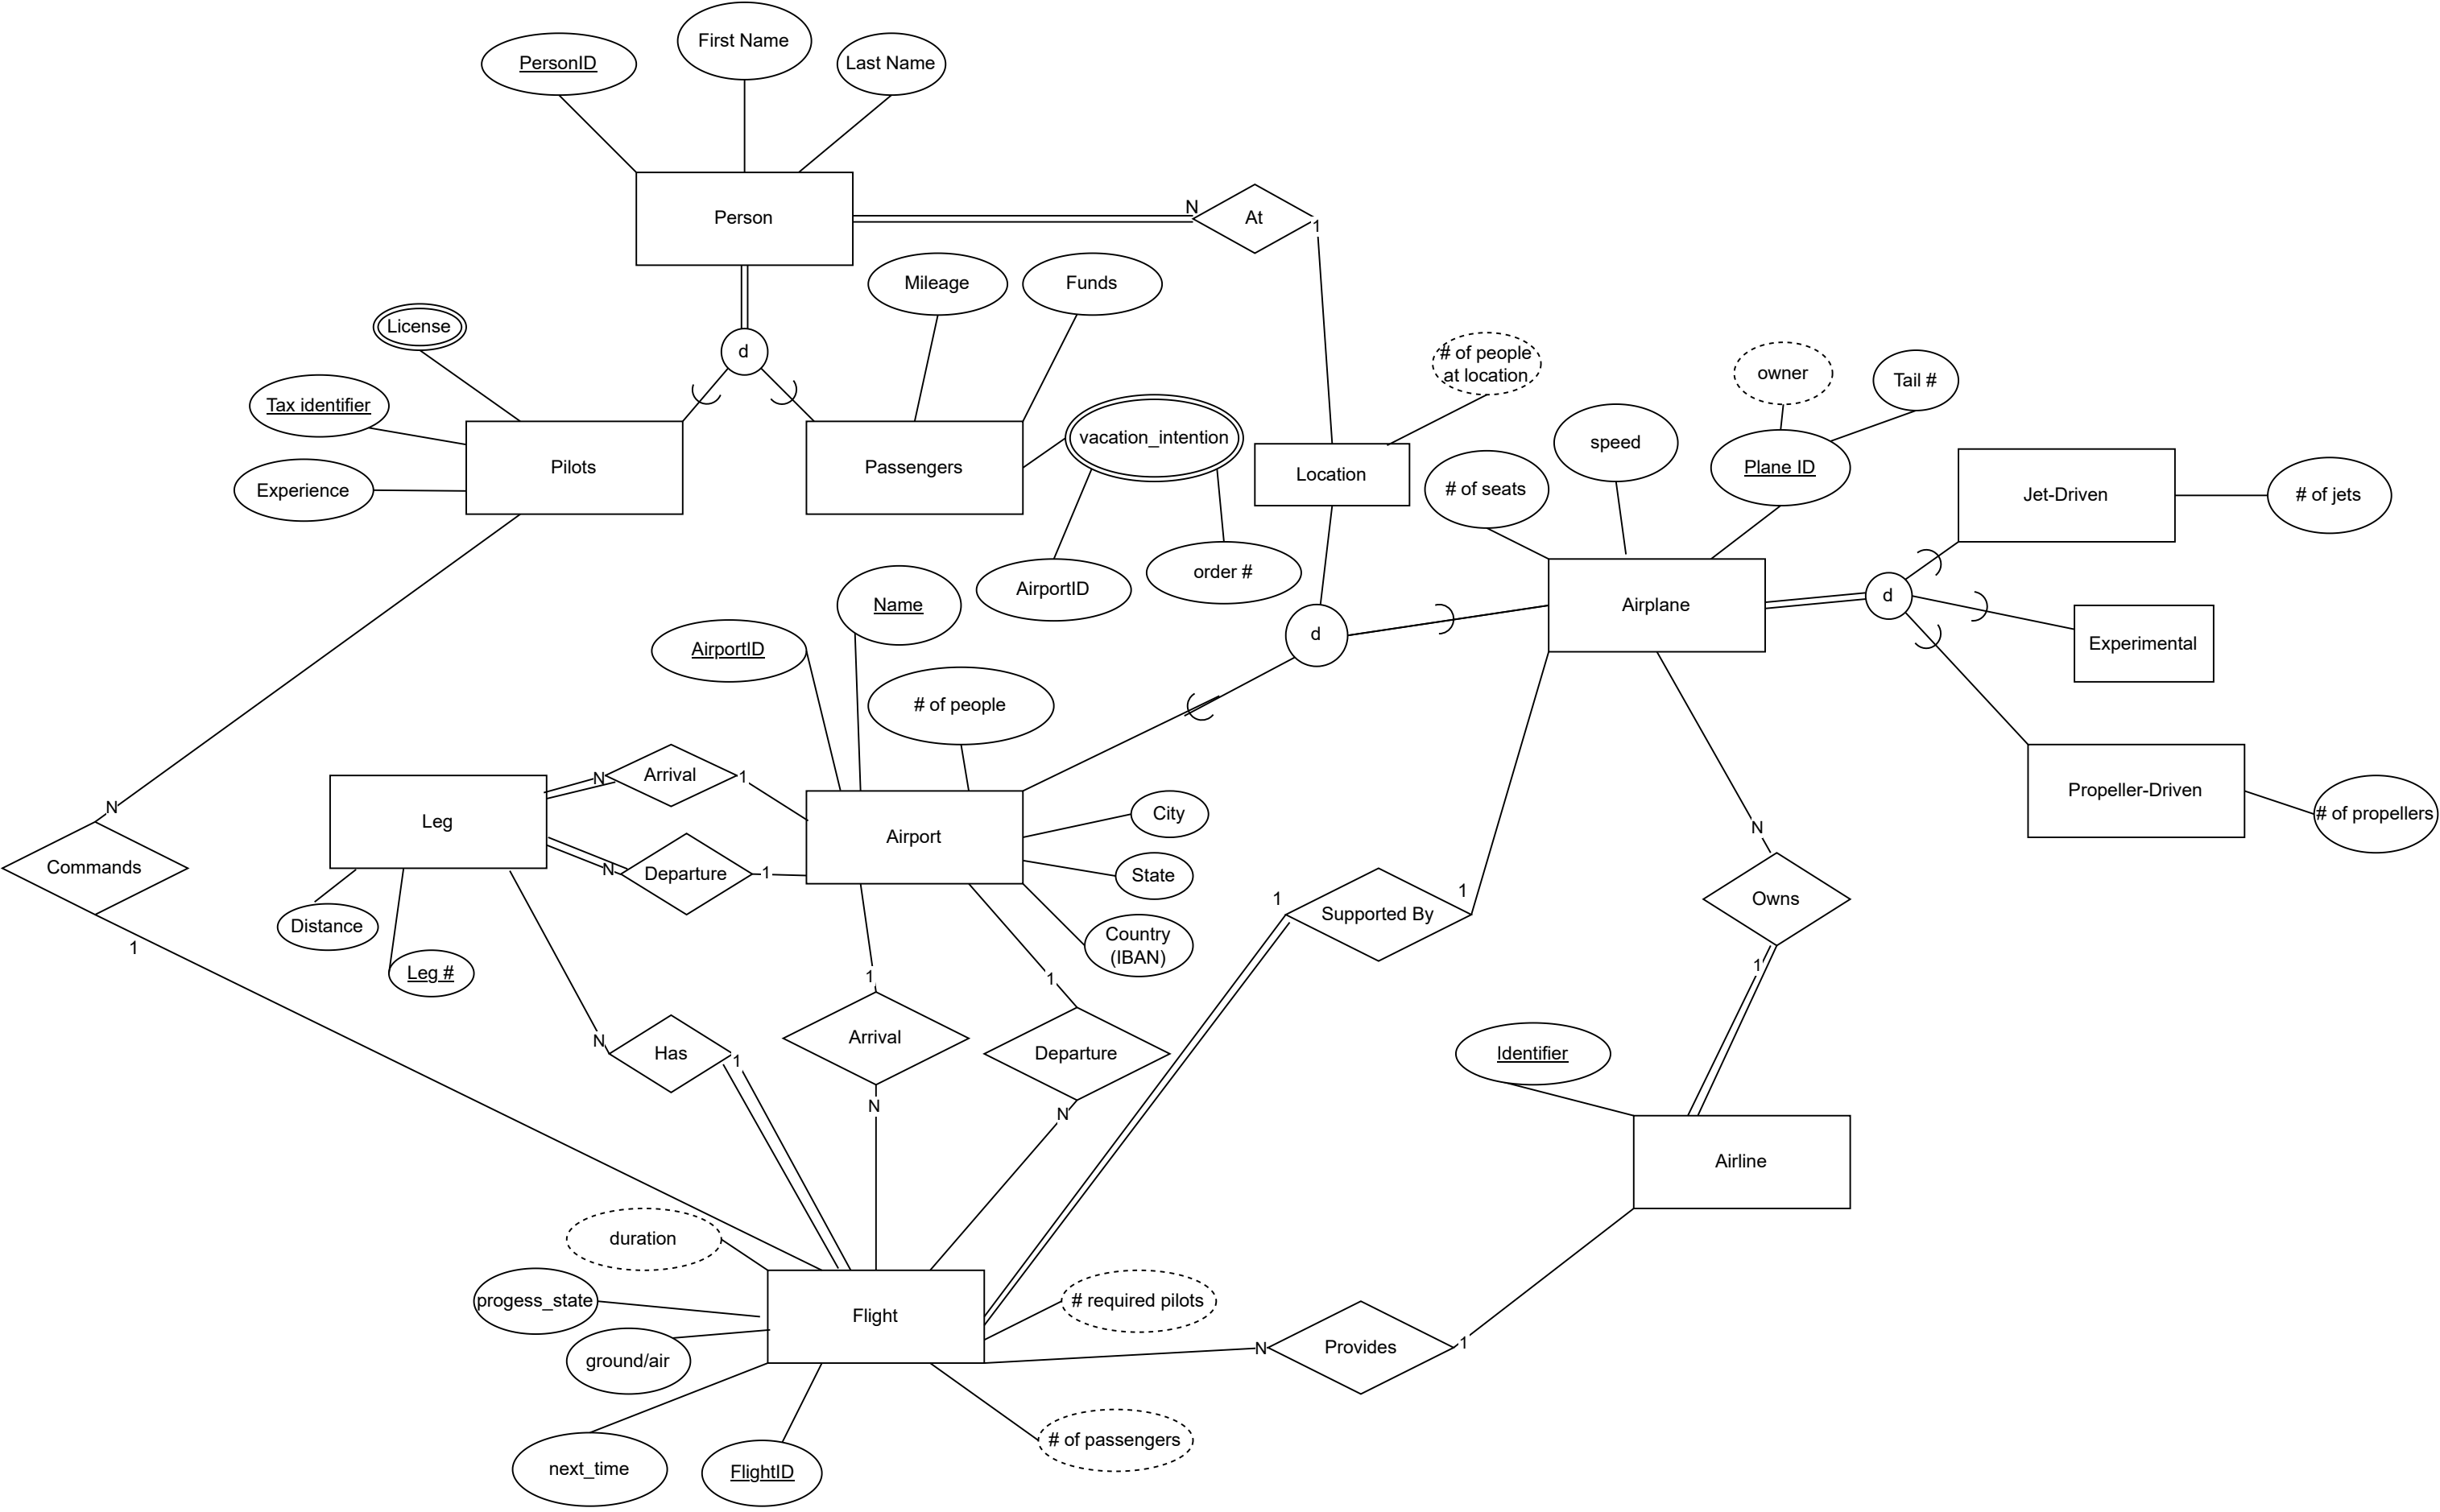 First Name
PersonID
Last Name
N
Person
At
1
Mileage
Funds
License
d
# of people
at location
owner
Tail #
Tax identifier
vacation_intention
speed
Pilots
Passengers
Location
Plane ID
Experience
# of seats
Jet-Driven
# of jets
order #
AirportID
d
Name
Airplane
d
AirportID
Experimental
# of people
N
Arrival
1
Propeller-Driven
N
City
# of propellers
Leg
Airport
N
Commands
N
Departure
1
State
1
1
Owns
Distance
Supported By
1
Country
(IBAN)
1
Leg #
1
1
N
Has
1
Arrival
Departure
Identifier
N
N
Airline
duration
progess_state
Flight
# required pilots
ground/air
N
Provides
1
next_time
FlightID
# of passengers